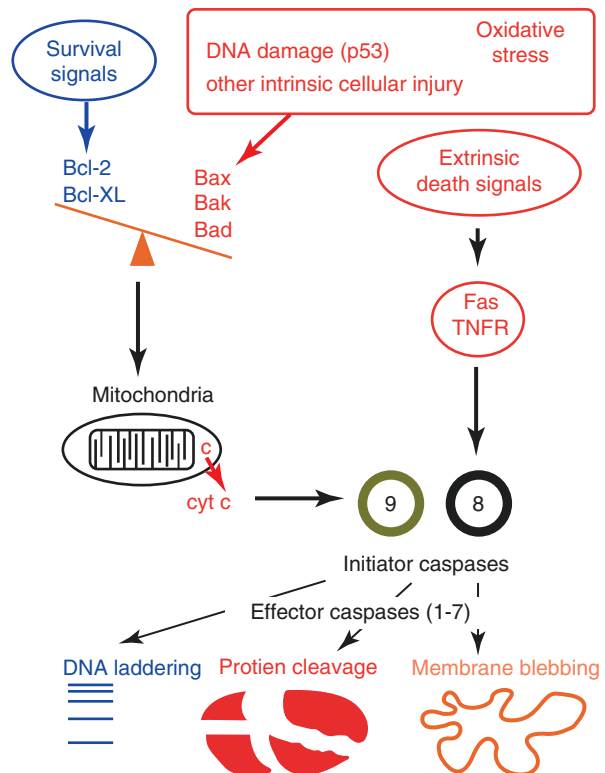 Survival
signals
DNA damage (p53)
Oxidative
stress
other intrinsic cellular injury
Bcl-2
Bcl-XL
Bax
Bak
Bad
Extrinsic
death signals
Fas
TNFR
Mitochondria
c
cyt c
9
8
Initiator caspases
Effector caspases (1-7)
DNA laddering
Protien cleavage
Membrane blebbing